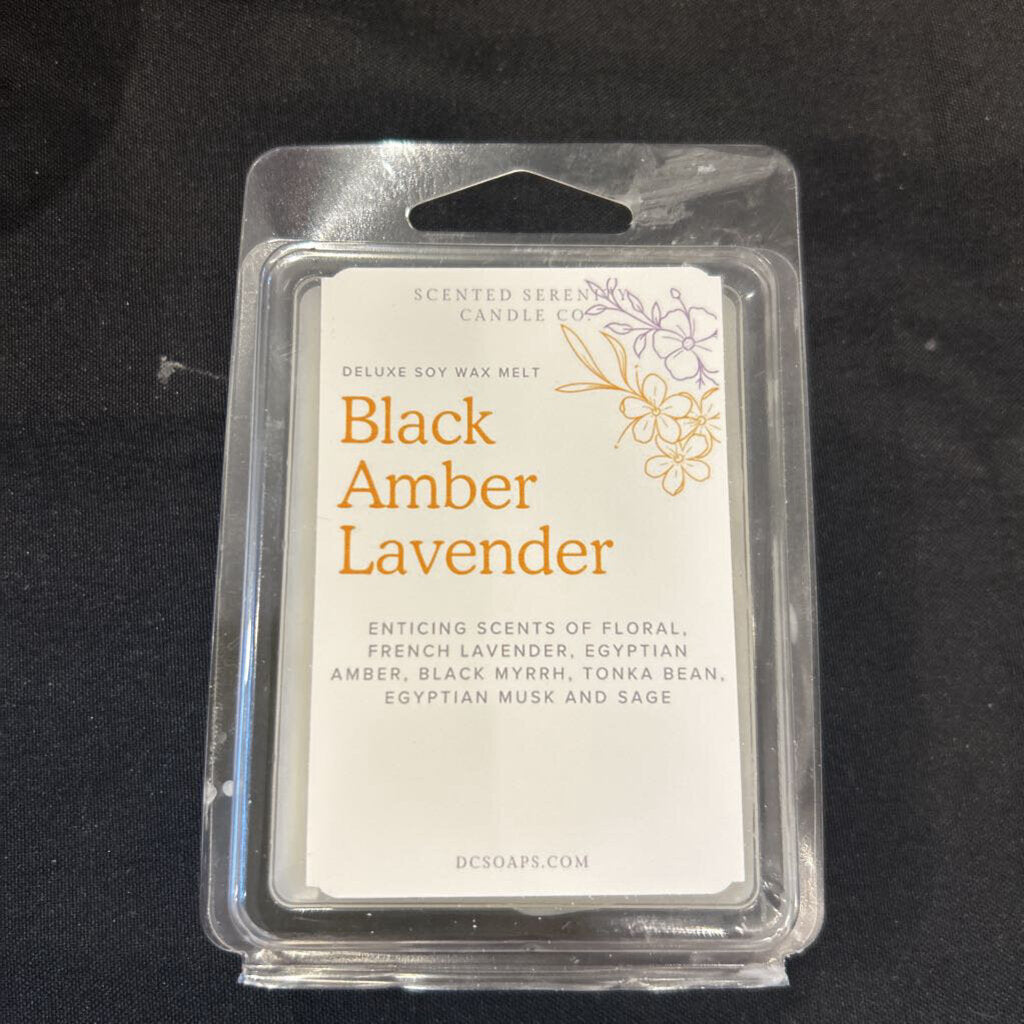 SCENTED SERENITY
CANDLE CO.
DELUXE SOY WAX MELT
Black
Amber
Lavender
ENTICING SCENTS OF FLORAL,
FRENCH LAVENDER, EGYPTIAN
AMBER, BLACK MYRRH, TONKA BEAN,
EGYPTIAN MUSK AND SAGE
DCSOAPS.COM